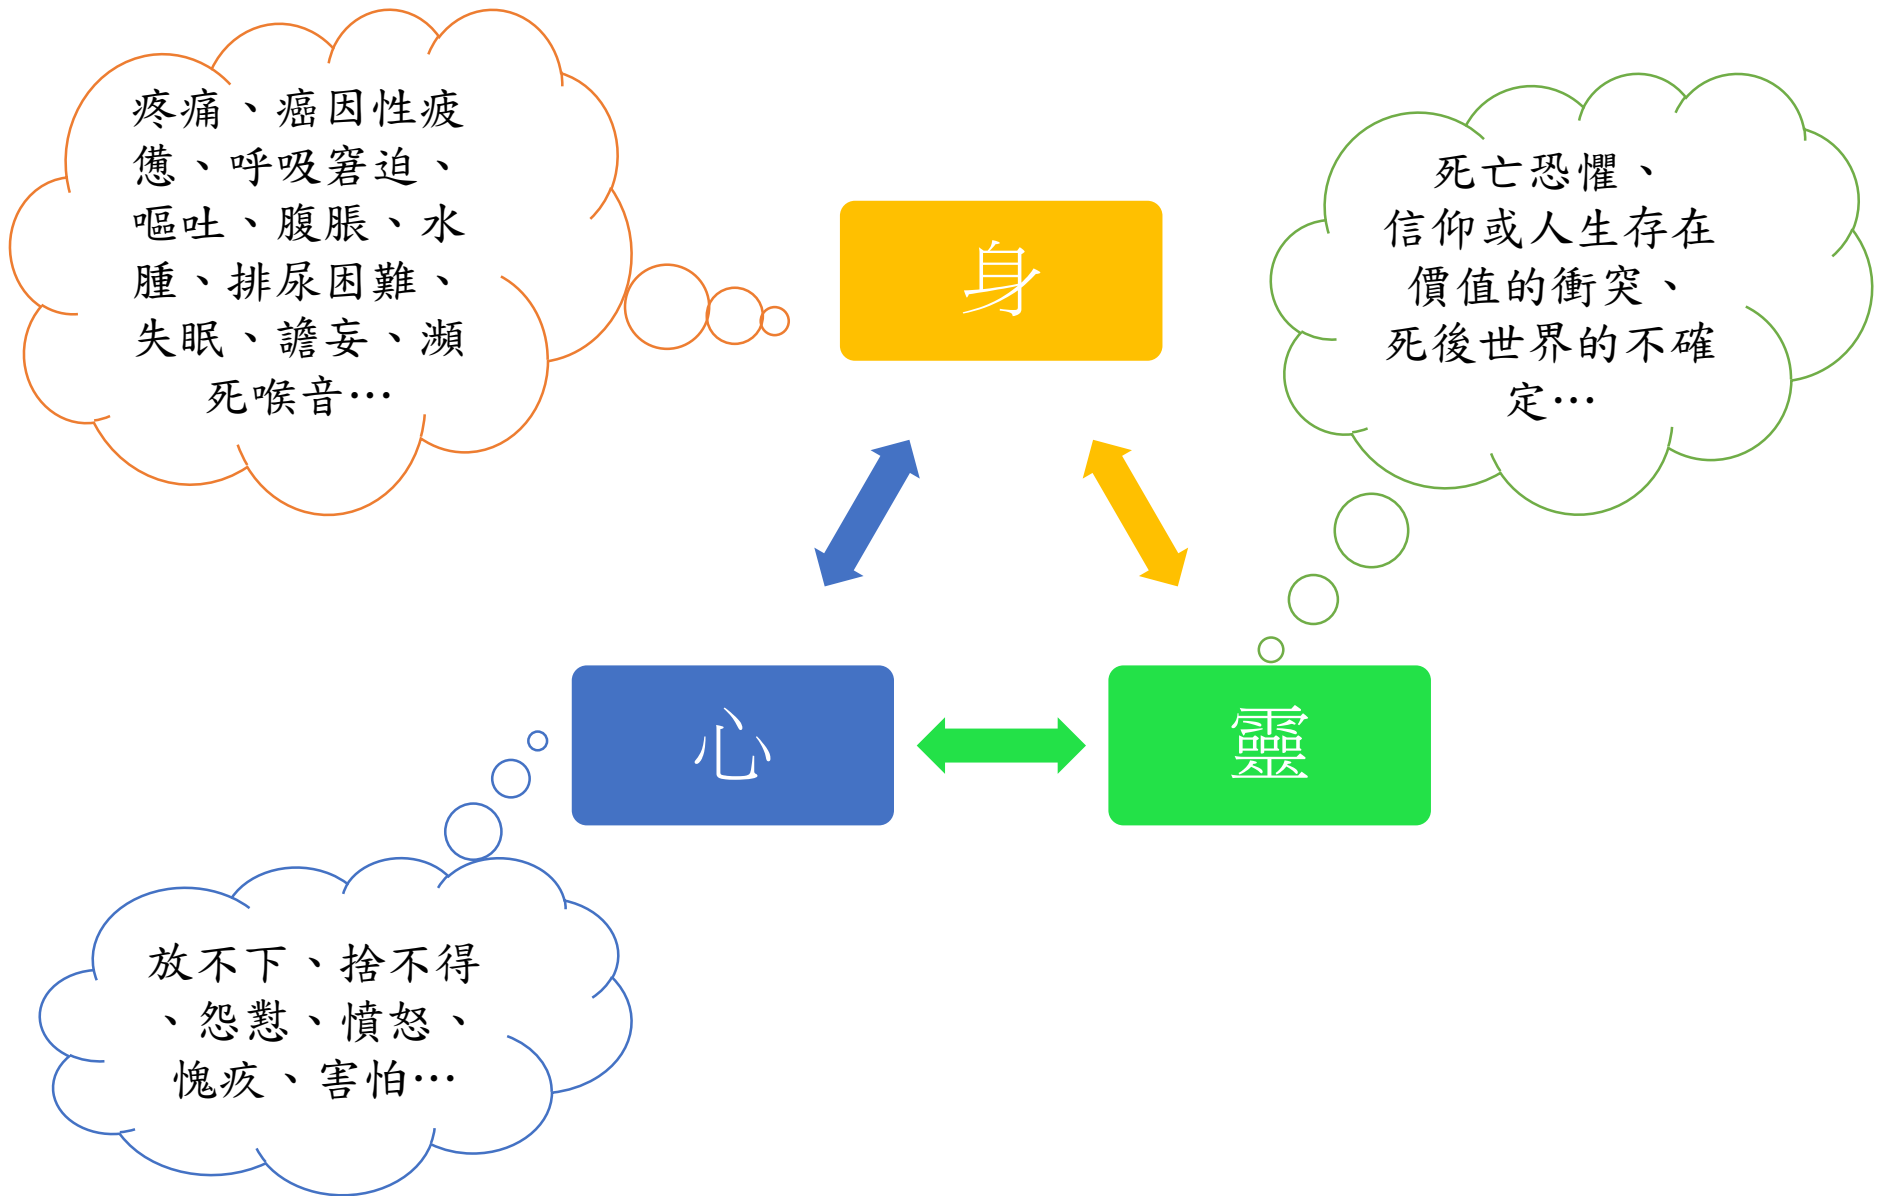 疼痛、癌因性疲
憊、呼吸窘迫、
嘔吐、腹脹、水
腫、排尿困難、
失眠、譫妄、瀕
死喉音…
身
死亡恐懼、
信仰或人生存在
價值的衝突、
死後世界的不確
定…
心
靈
放不下、捨不得
、怨懟、憤怒、
愧疚、害怕…